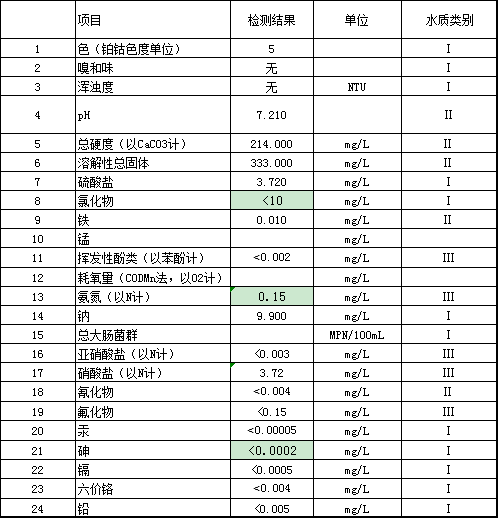 项目 检测结果 单位 水质类别
1 色（铂钴色度单位） 5 I
2 嗅和味 无 I
3 浑浊度 无 NTU I
4 pH 7.210 II
5 总硬度（以CaCO3计） 214.000 mg/L II
6 溶解性总固体 333.000 mg/L II
7 硫酸盐 3.720 mg/L I
8 氯化物 <10 mg/L I
9 铁 0.010 mg/L II
10 锰 mg/L
11 挥发性酚类（以苯酚计） <0.002 mg/L III
12 耗氧量（CODMn法，以O2计） mg/L
13 氨氮（以N计） 0.15 mg/L III
14 钠 9.900 mg/L I
15 总大肠菌群 MPN/100mL I
16 亚硝酸盐（以N计） <0.003 mg/L III
17 硝酸盐（以N计） 3.72 mg/L III
18 氰化物 <0.004 mg/L II
19 氟化物 <0.15 mg/L III
20 汞 <0.00005 mg/L I
21 砷 <0.0002 mg/L I
22 镉 <0.0005 mg/L I
23 六价铬 <0.004 mg/L I
24 铅 <0.005 mg/L I